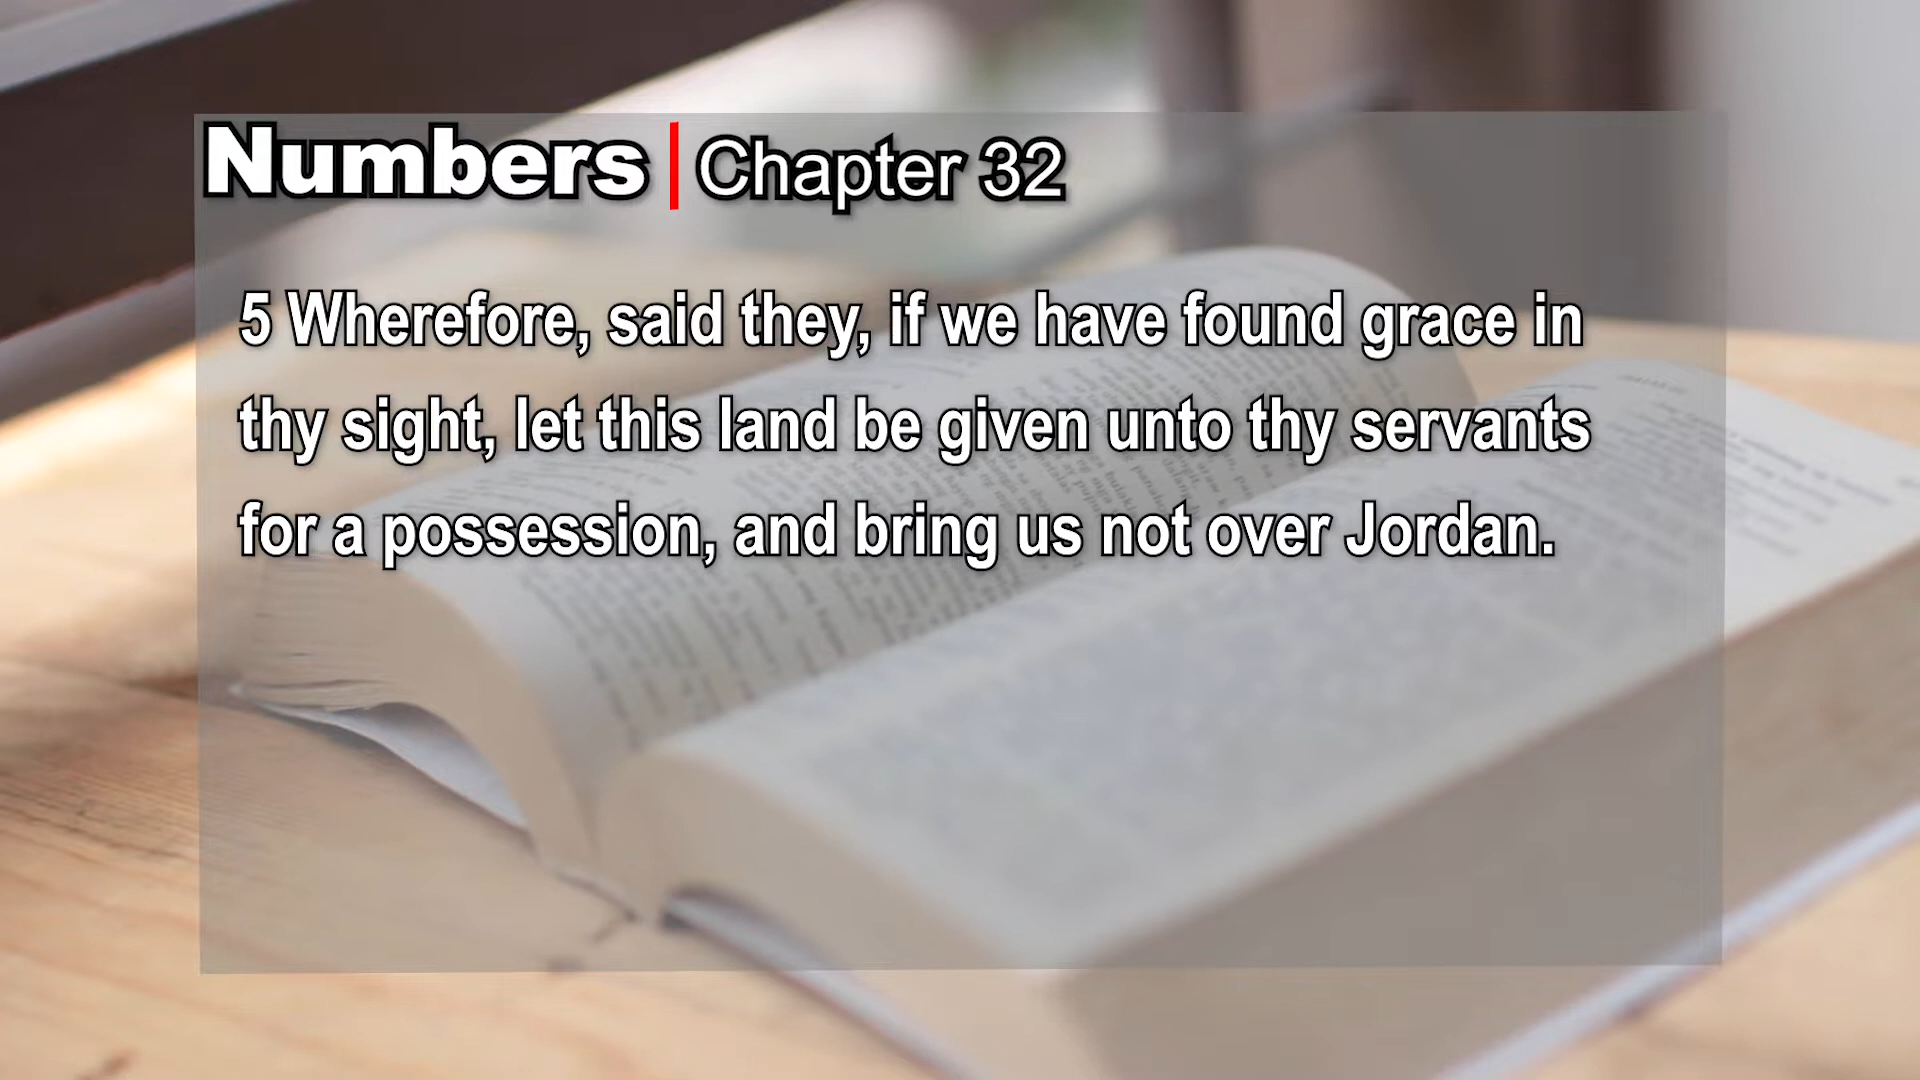 Numbers | Chapter 32
5 Wherefore, said they, if we have found grace in
thy sight, let this land be given unto thy servants
for a possession, and bring us not over Jordan.